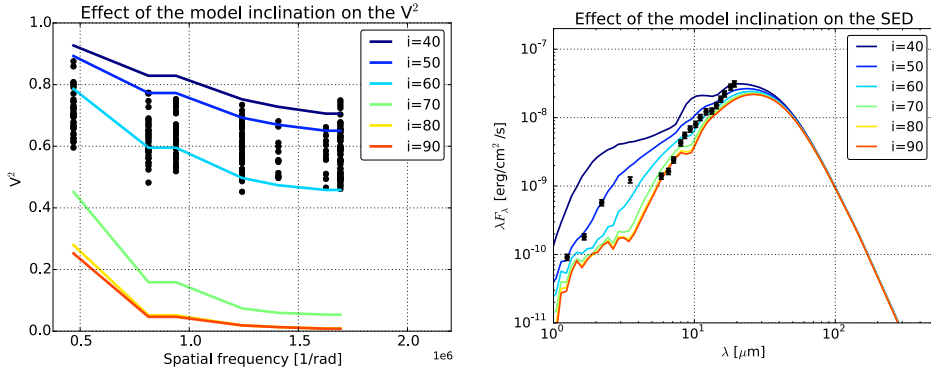 Effect of the model inclination on the V²
1.0
0.8
0.6
0.4
0.2
0.0
V²
0.5
1.0
1.5
2.0
1e6
Spatial frequency [1/rad]
i=40
i=50
i=60
i=70
i=80
i=90
Effect of the model inclination on the SED
10⁻⁷
10⁻⁸
10⁻⁹
10⁻¹⁰
10⁻¹¹
λF_λ [erg/cm² /s]
10⁰
10¹
10²
λ [μm]
i=40
i=50
i=60
i=70
i=80
i=90